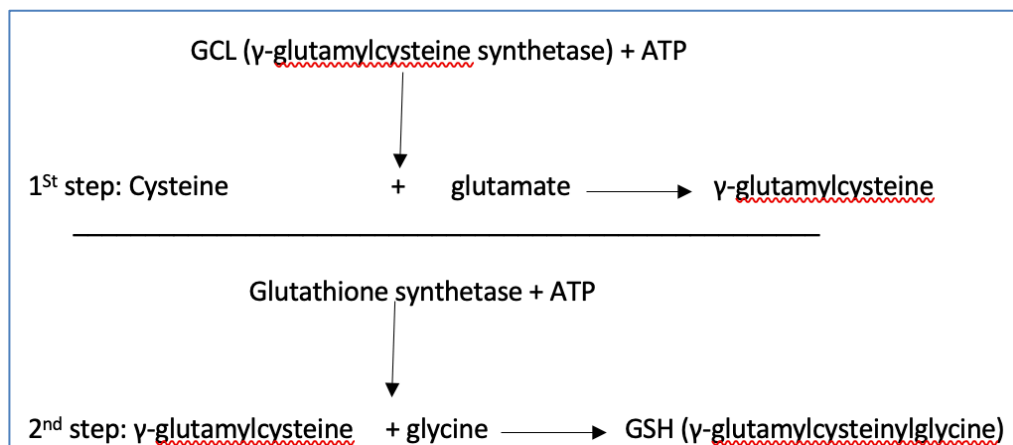 GCL (γ-glutamylcysteine synthetase) + ATP
1St step: Cysteine + glutamate γ-glutamylcysteine
Glutathione synthetase + ATP
2nd step: γ-glutamylcysteine + glycine GSH (γ-glutamylcysteinylglycine)